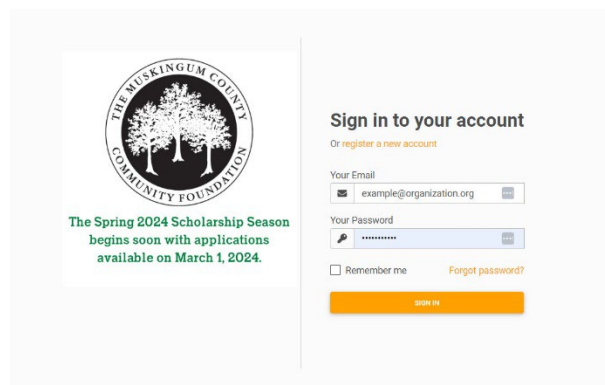 THE MUSKINGUM COUNTY
COMMUNITY FOUNDATION
The Spring 2024 Scholarship Season
begins soon with applications
available on March 1, 2024.
Sign in to your account
Or register a new account
Your Email
example@organization.org
Your Password
•••••••••••
Remember me
Forgot password?
SIGN IN